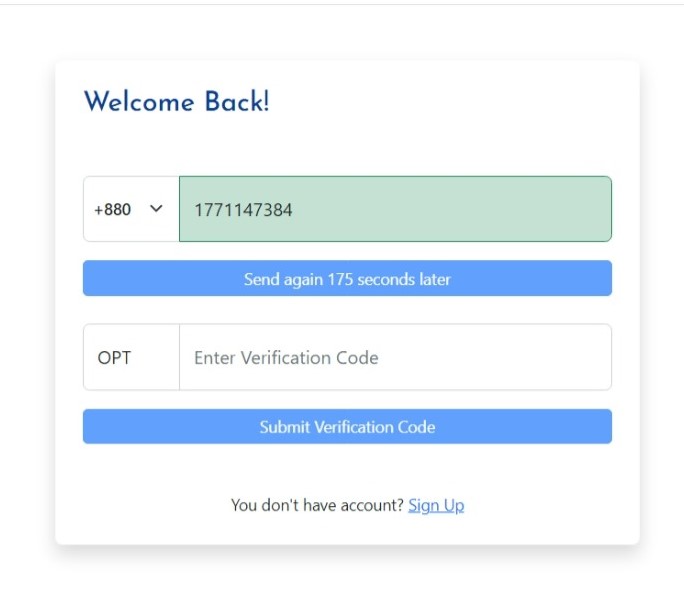 Welcome Back!
+880 1771147384
Send again 175 seconds later
OPT Enter Verification Code
Submit Verification Code
You don't have account? Sign Up